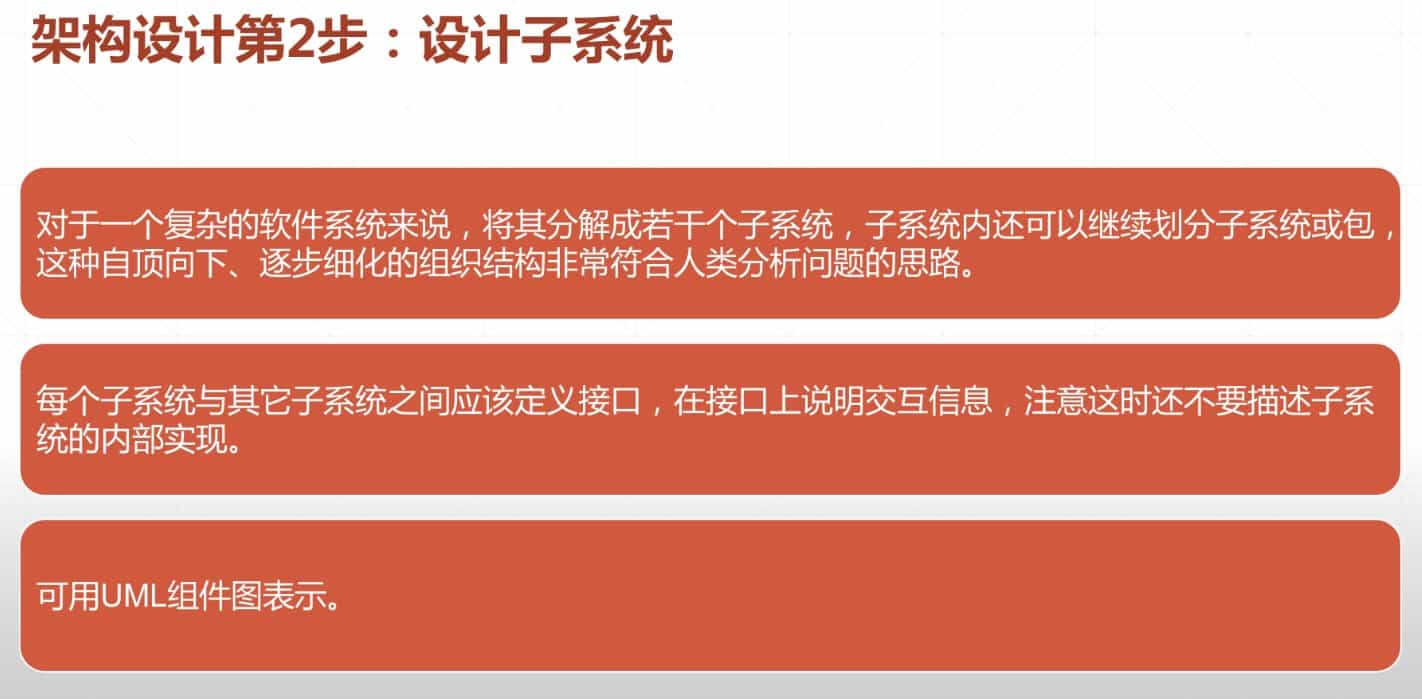 架构设计第2步：设计子系统
对于一个复杂的软件系统来说，将其分解成若干个子系统，子系统内还可以继续划分子系统或包，
这种自顶向下、逐步细化的组织结构非常符合人类分析问题的思路。
每个子系统与其它子系统之间应该定义接口，在接口上说明交互信息，注意这时还不要描述子系
统的内部实现。
可用UML组件图表示。